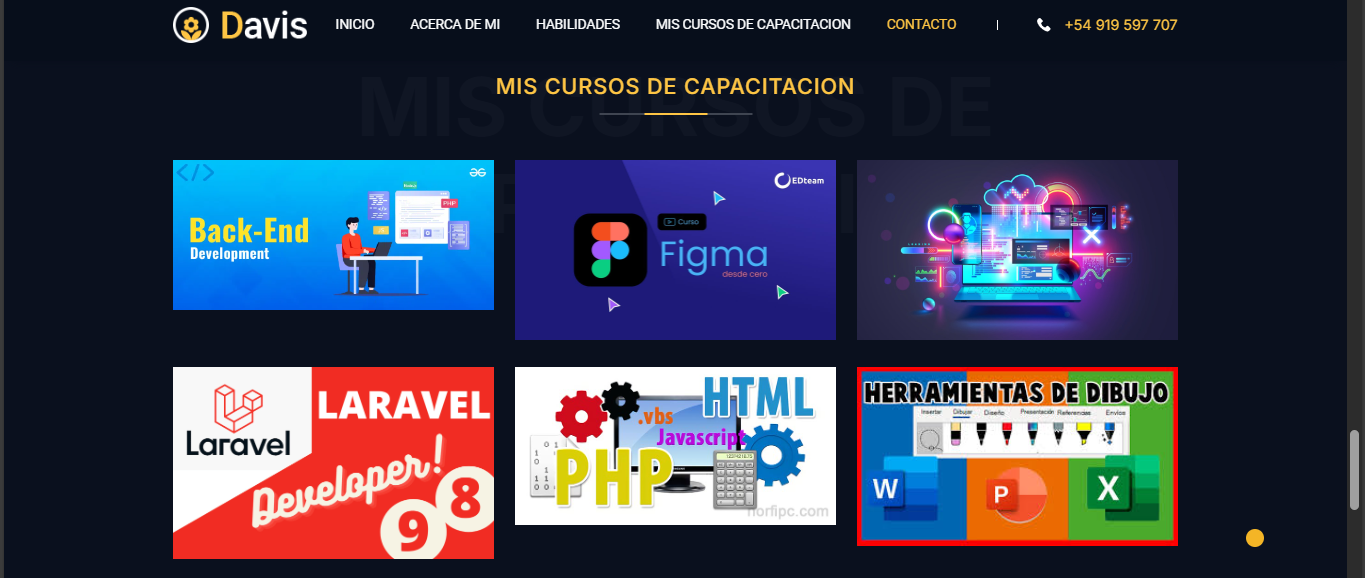 Davis
INICIO
ACERCA DE MI
HABILIDADES
MIS CURSOS DE CAPACITACION
CONTACTO
+54 919 597 707
MIS CURSOS DE
MIS CURSOS DE CAPACITACION
</>
Back-End
Development
PHP
EDteam
Curso
Figma
desde cero
Laravel
LARAVEL
Developer!
8
9
HTML
.vbs
Javascript
PHP
norfipc.com
HERRAMIENTAS DE DIBUJO
Insertar Dibujar Diseño Presentación Referencias Envíos
W
P
X